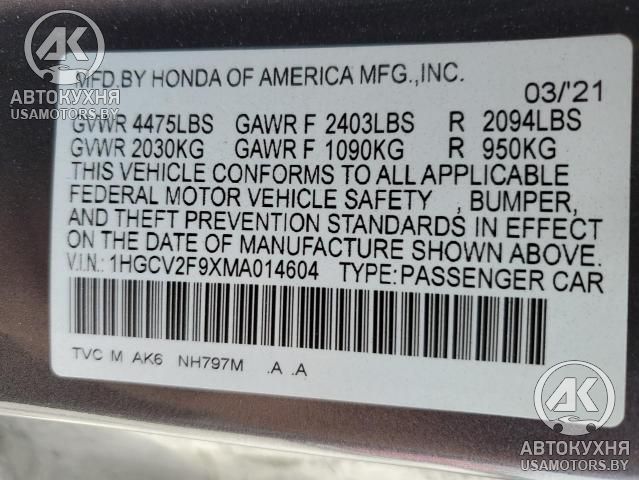 MFD.BY HONDA OF AMERICA MFG.,INC.
03/'21
GVWR 4475LBS GAWR F 2403LBS R 2094LBS
GVWR 2030KG GAWR F 1090KG R 950KG
THIS VEHICLE CONFORMS TO ALL APPLICABLE
FEDERAL MOTOR VEHICLE SAFETY , BUMPER,
AND THEFT PREVENTION STANDARDS IN EFFECT
ON THE DATE OF MANUFACTURE SHOWN ABOVE.
V.I.N.: 1HGCV2F9XMA014604 TYPE:PASSENGER CAR
TVC M AK6 NH797M .A .A
AK
АВТОКУХНЯ
USAMOTORS.BY
AK
АВТОКУХНЯ
USAMOTORS.BY